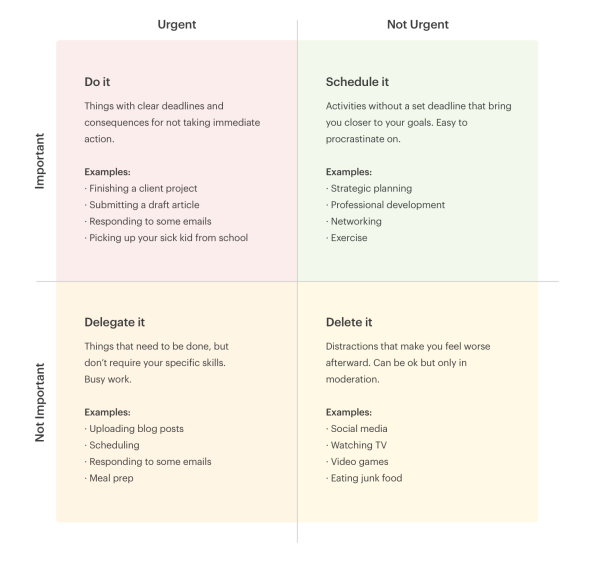 Urgent
Not Urgent
Important
Do it
Things with clear deadlines and
consequences for not taking immediate
action.
Examples:
· Finishing a client project
· Submitting a draft article
· Responding to some emails
· Picking up your sick kid from school
Schedule it
Activities without a set deadline that bring
you closer to your goals. Easy to
procrastinate on.
Examples:
· Strategic planning
· Professional development
· Networking
· Exercise
Not Important
Delegate it
Things that need to be done, but
don't require your specific skills.
Busy work.
Examples:
· Uploading blog posts
· Scheduling
· Responding to some emails
· Meal prep
Delete it
Distractions that make you feel worse
afterward. Can be ok but only in
moderation.
Examples:
· Social media
· Watching TV
· Video games
· Eating junk food